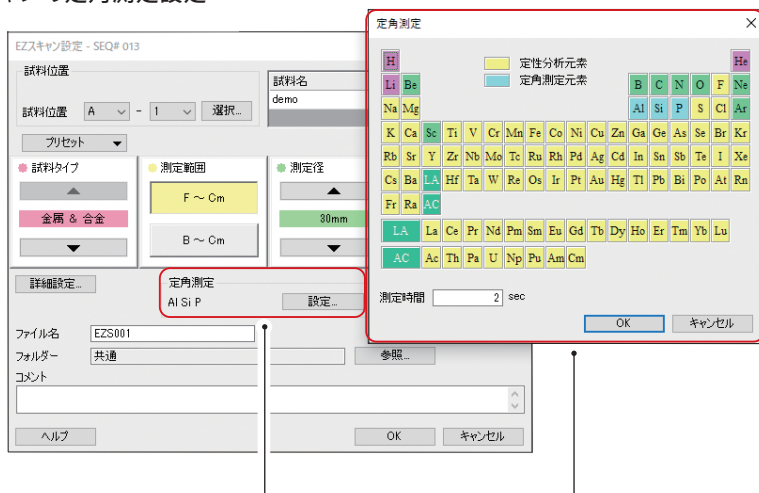 定角測定設定
EZスキャン設定 - SEQ# 013
試料位置
試料名
試料位置 A - 1 選択...
demo
プリセット
試料タイプ
測定範囲
測定径
F ～ Cm
金属 & 合金
30mm
B ～ Cm
詳細設定...
定角測定
Al Si P 設定...
ファイル名 EZS001
フォルダー 共通 参照...
コメント
ヘルプ OK キャンセル
定角測定
H 定性分析元素 He
Li Be 定角測定元素 B C N O F Ne
Na Mg Al Si P S Cl Ar
K Ca Sc Ti V Cr Mn Fe Co Ni Cu Zn Ga Ge As Se Br Kr
Rb Sr Y Zr Nb Mo Tc Ru Rh Pd Ag Cd In Sn Sb Te I Xe
Cs Ba LA Hf Ta W Re Os Ir Pt Au Hg Tl Pb Bi Po At Rn
Fr Ra AC
LA La Ce Pr Nd Pm Sm Eu Gd Tb Dy Ho Er Tm Yb Lu
AC Ac Th Pa U Np Pu Am Cm
測定時間 2 sec
OK キャンセル